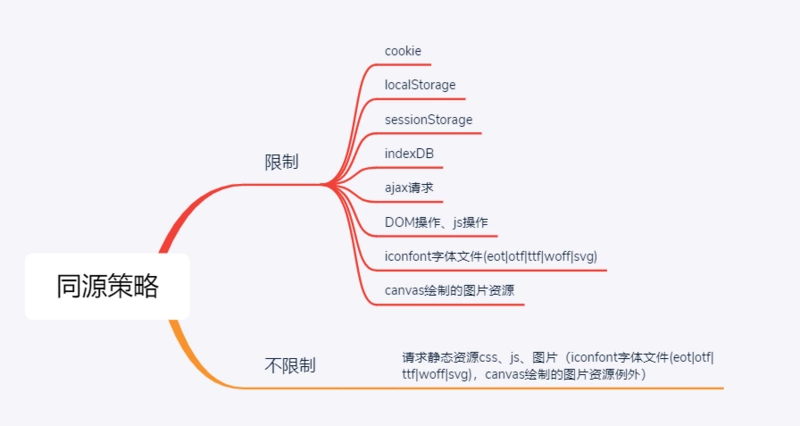 cookie
localStorage
sessionStorage
限制
indexDB
ajax请求
DOM操作、js操作
iconfont字体文件(eot|otf|ttf|woff|svg)
canvas绘制的图片资源
同源策略
不限制
请求静态资源css、js、图片（iconfont字体文件(eot|otf|
ttf|woff|svg)，canvas绘制的图片资源例外）